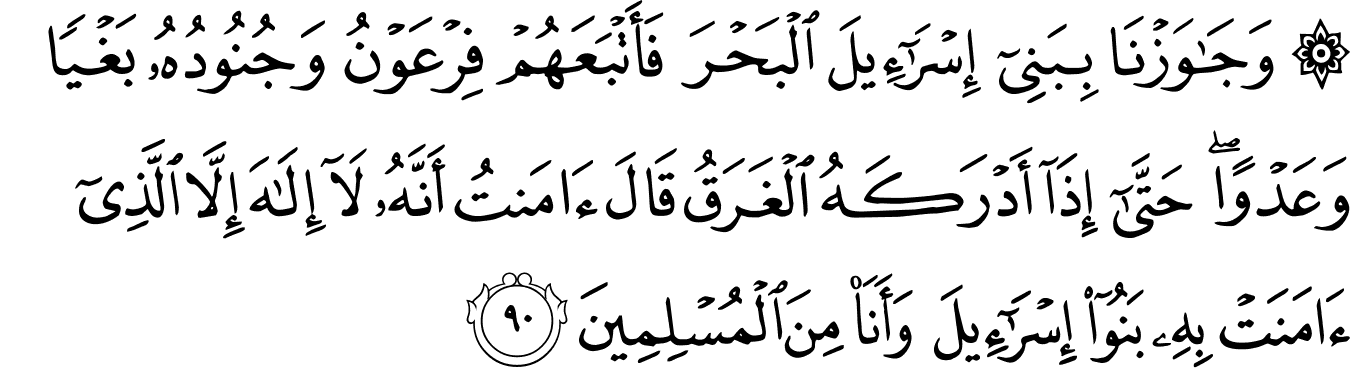 ۞ وَجَـٰوَزْنَا بِبَنِىٓ إِسْرَٰٓءِيلَ ٱلْبَحْرَ فَأَتْبَعَهُمْ فِرْعَوْنُ وَجُنُودُهُۥ بَغْيًا
وَعَدْوًا ۖ حَتَّىٰٓ إِذَآ أَدْرَكَهُ ٱلْغَرَقُ قَالَ ءَامَنتُ أَنَّهُۥ لَآ إِلَـٰهَ إِلَّا ٱلَّذِىٓ
ءَامَنَتْ بِهِۦ بَنُوٓا۟ إِسْرَٰٓءِيلَ وَأَنَا۠ مِنَ ٱلْمُسْلِمِينَ ٩٠